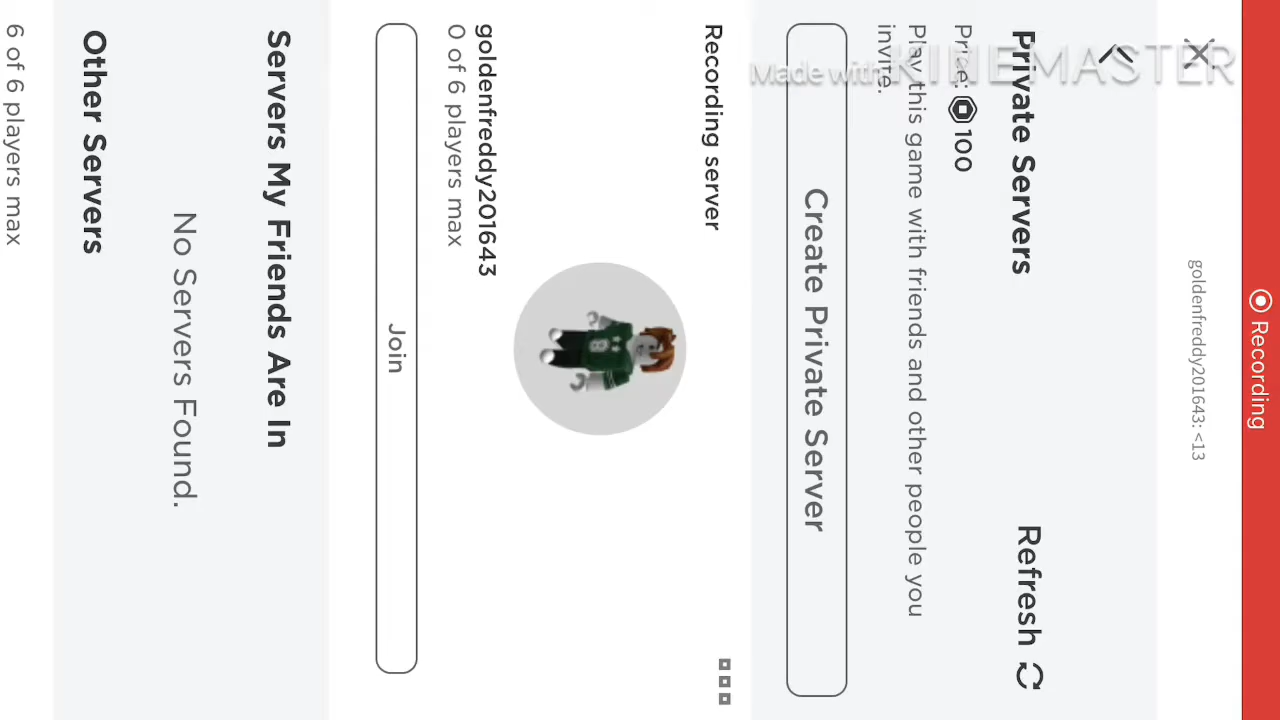 Recording
goldenfreddy201643: <13
Made with KINEMASTER
Private Servers
Refresh
Price: 100
Play this game with friends and other people you
invite.
Create Private Server
Recording server
goldenfreddy201643
0 of 6 players max
Join
Servers My Friends Are In
No Servers Found.
Other Servers
6 of 6 players max